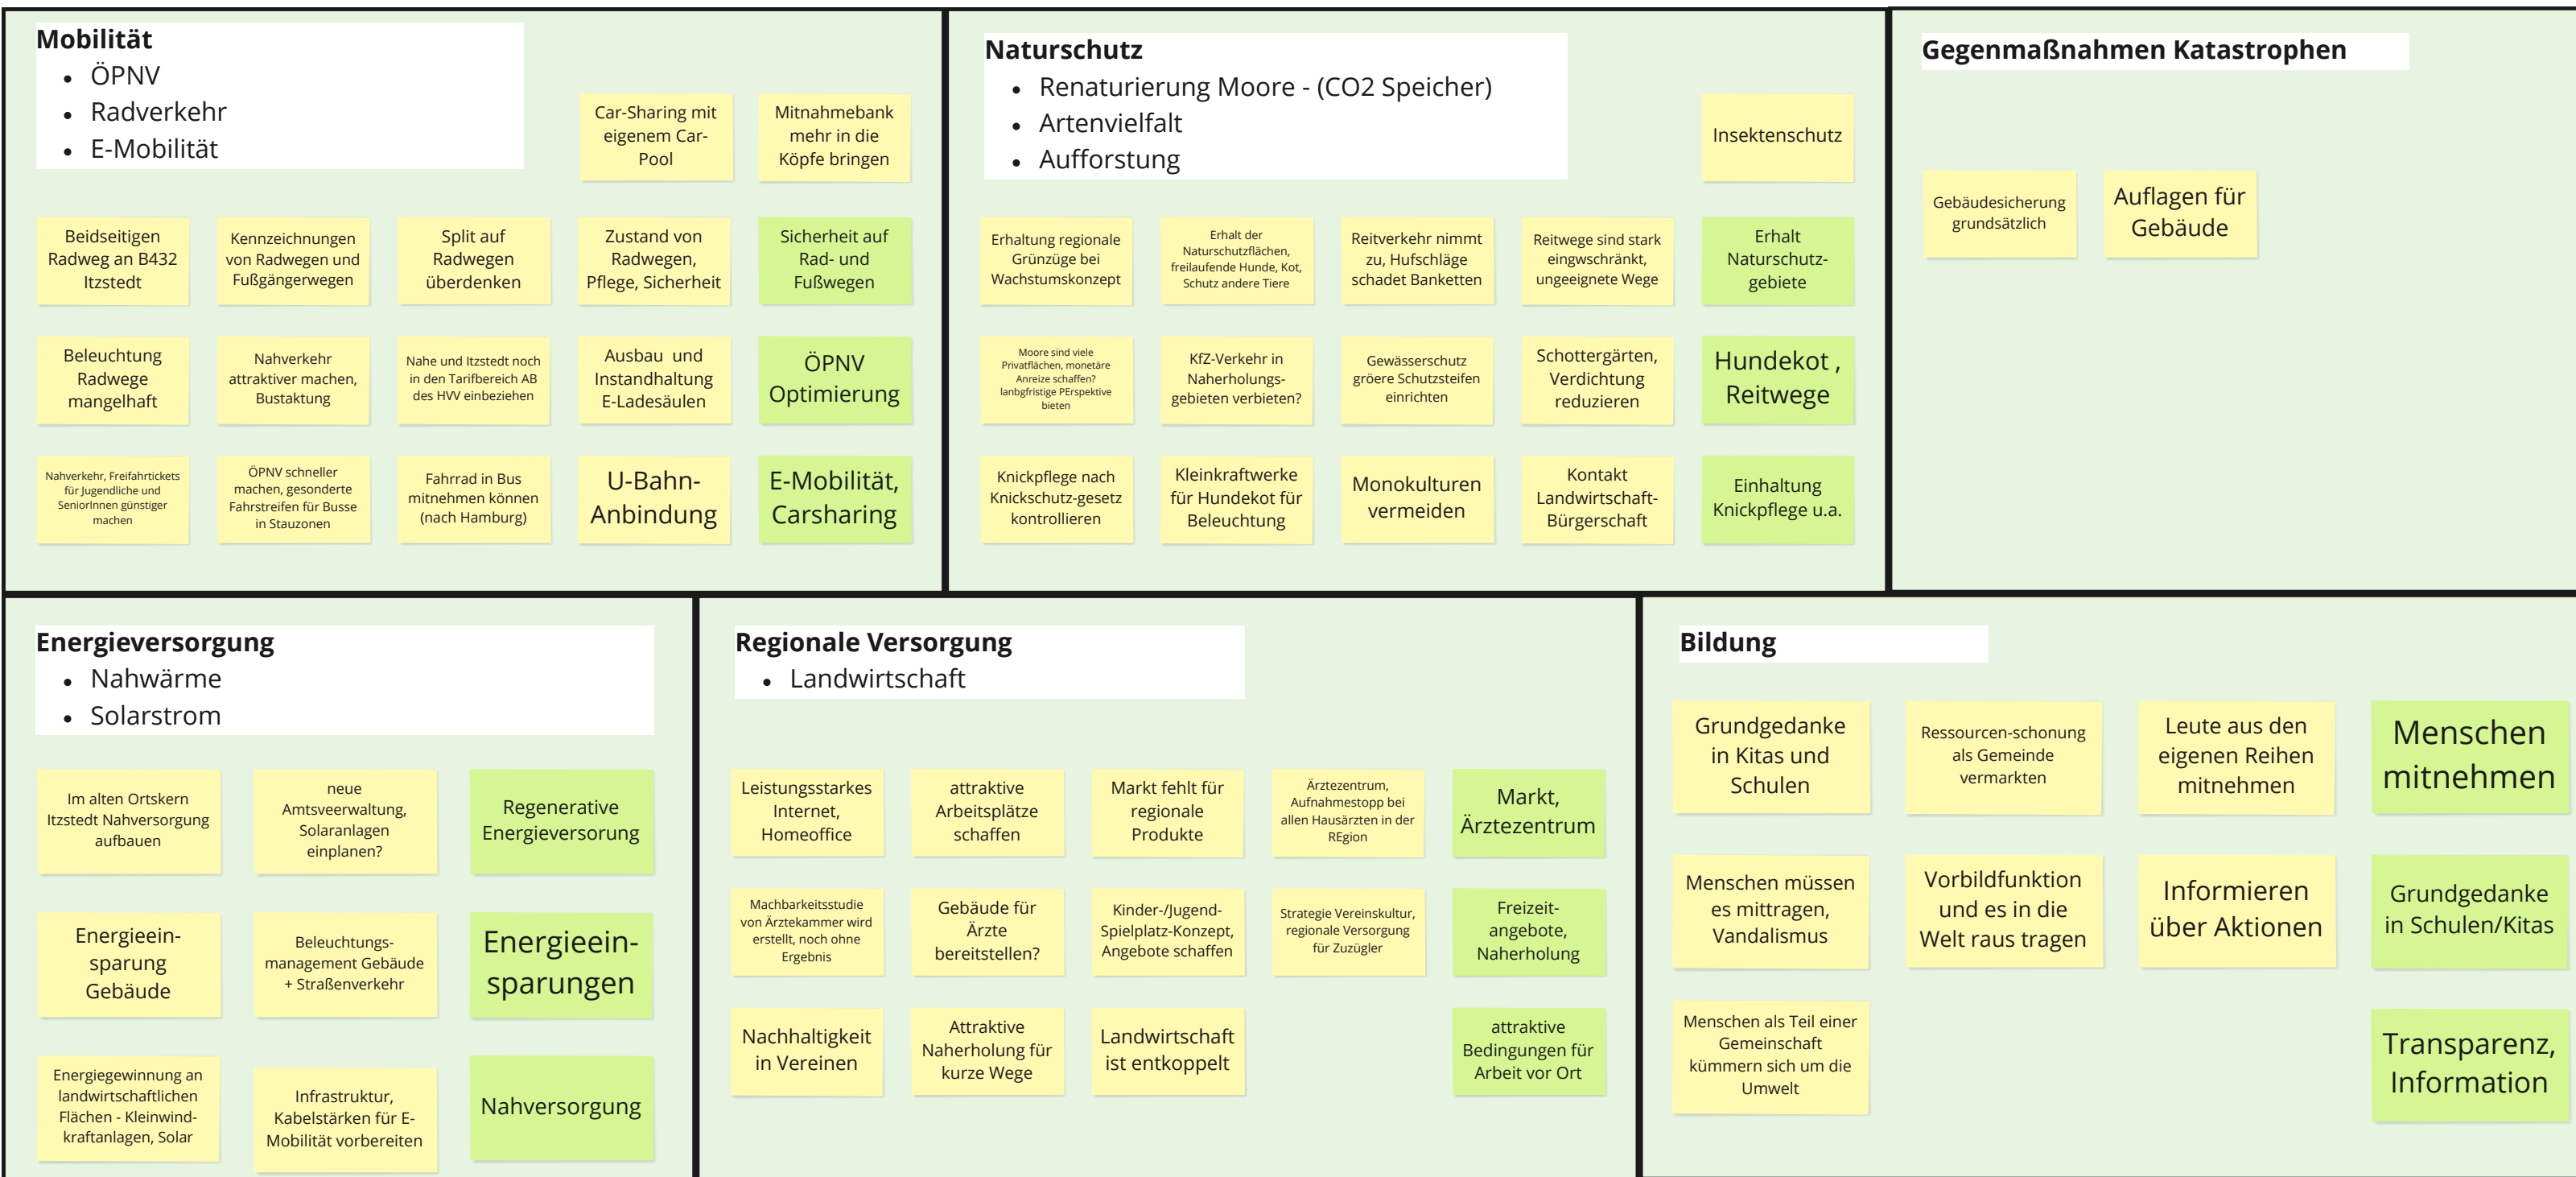 Mobilität
• ÖPNV
• Radverkehr
• E-Mobilität
Car-Sharing mit
eigenem Car-
Pool
Mitnahmebank
mehr in die
Köpfe bringen
Beidseitigen
Radweg an B432
Itzstedt
Kennzeichnungen
von Radwegen und
Fußgängerwegen
Split auf
Radwegen
überdenken
Zustand von
Radwegen,
Pflege, Sicherheit
Sicherheit auf
Rad- und
Fußwegen
Beleuchtung
Radwege
mangelhaft
Nahverkehr
attraktiver machen,
Bustaktung
Nahe und Itzstedt noch
in den Tarifbereich AB
des HVV einbeziehen
Ausbau und
Instandhaltung
E-Ladesäulen
ÖPNV
Optimierung
Nahverkehr, Freifahrtickets
für Jugendliche und
SeniorInnen günstiger
machen
ÖPNV schneller
machen, gesonderte
Fahrstreifen für Busse
in Stauzonen
Fahrrad in Bus
mitnehmen können
(nach Hamburg)
U-Bahn-
Anbindung
E-Mobilität,
Carsharing
Naturschutz
• Renaturierung Moore - (CO2 Speicher)
• Artenvielfalt
• Aufforstung
Insektenschutz
Erhaltung regionale
Grünzüge bei
Wachstumskonzept
Erhalt der
Naturschutzflächen,
freilaufende Hunde, Kot,
Schutz andere Tiere
Reitverkehr nimmt
zu, Hufschläge
schadet Banketten
Reitwege sind stark
eingwschränkt,
ungeeignete Wege
Erhalt
Naturschutz-
gebiete
Moore sind viele
Privatflächen, monetäre
Anreize schaffen?
lanbgfristige PErspektive
bieten
KfZ-Verkehr in
Naherholungs-
gebieten verbieten?
Gewässerschutz
gröere Schutzsteifen
einrichten
Schottergärten,
Verdichtung
reduzieren
Hundekot ,
Reitwege
Knickpflege nach
Knickschutz-gesetz
kontrollieren
Kleinkraftwerke
für Hundekot für
Beleuchtung
Monokulturen
vermeiden
Kontakt
Landwirtschaft-
Bürgerschaft
Einhaltung
Knickpflege u.a.
Gegenmaßnahmen Katastrophen
Gebäudesicherung
grundsätzlich
Auflagen für
Gebäude
Energieversorgung
• Nahwärme
• Solarstrom
Im alten Ortskern
Itzstedt Nahversorgung
aufbauen
neue
Amtsveerwaltung,
Solaranlagen
einplanen?
Regenerative
Energieversorung
Energieein-
sparung
Gebäude
Beleuchtungs-
management Gebäude
+ Straßenverkehr
Energieein-
sparungen
Energiegewinnung an
landwirtschaftlichen
Flächen - Kleinwind-
kraftanlagen, Solar
Infrastruktur,
Kabelstärken für E-
Mobilität vorbereiten
Nahversorgung
Regionale Versorgung
• Landwirtschaft
Leistungsstarkes
Internet,
Homeoffice
attraktive
Arbeitsplätze
schaffen
Markt fehlt für
regionale
Produkte
Ärztezentrum,
Aufnahmestopp bei
allen Hausärzten in der
REgion
Markt,
Ärztezentrum
Machbarkeitsstudie
von Ärztekammer wird
erstellt, noch ohne
Ergebnis
Gebäude für
Ärzte
bereitstellen?
Kinder-/Jugend-
Spielplatz-Konzept,
Angebote schaffen
Strategie Vereinskultur,
regionale Versorgung
für Zuzügler
Freizeit-
angebote,
Naherholung
Nachhaltigkeit
in Vereinen
Attraktive
Naherholung für
kurze Wege
Landwirtschaft
ist entkoppelt
attraktive
Bedingungen für
Arbeit vor Ort
Bildung
Grundgedanke
in Kitas und
Schulen
Ressourcen-schonung
als Gemeinde
vermarkten
Leute aus den
eigenen Reihen
mitnehmen
Menschen
mitnehmen
Menschen müssen
es mittragen,
Vandalismus
Vorbildfunktion
und es in die
Welt raus tragen
Informieren
über Aktionen
Grundgedanke
in Schulen/Kitas
Menschen als Teil einer
Gemeinschaft
kümmern sich um die
Umwelt
Transparenz,
Information